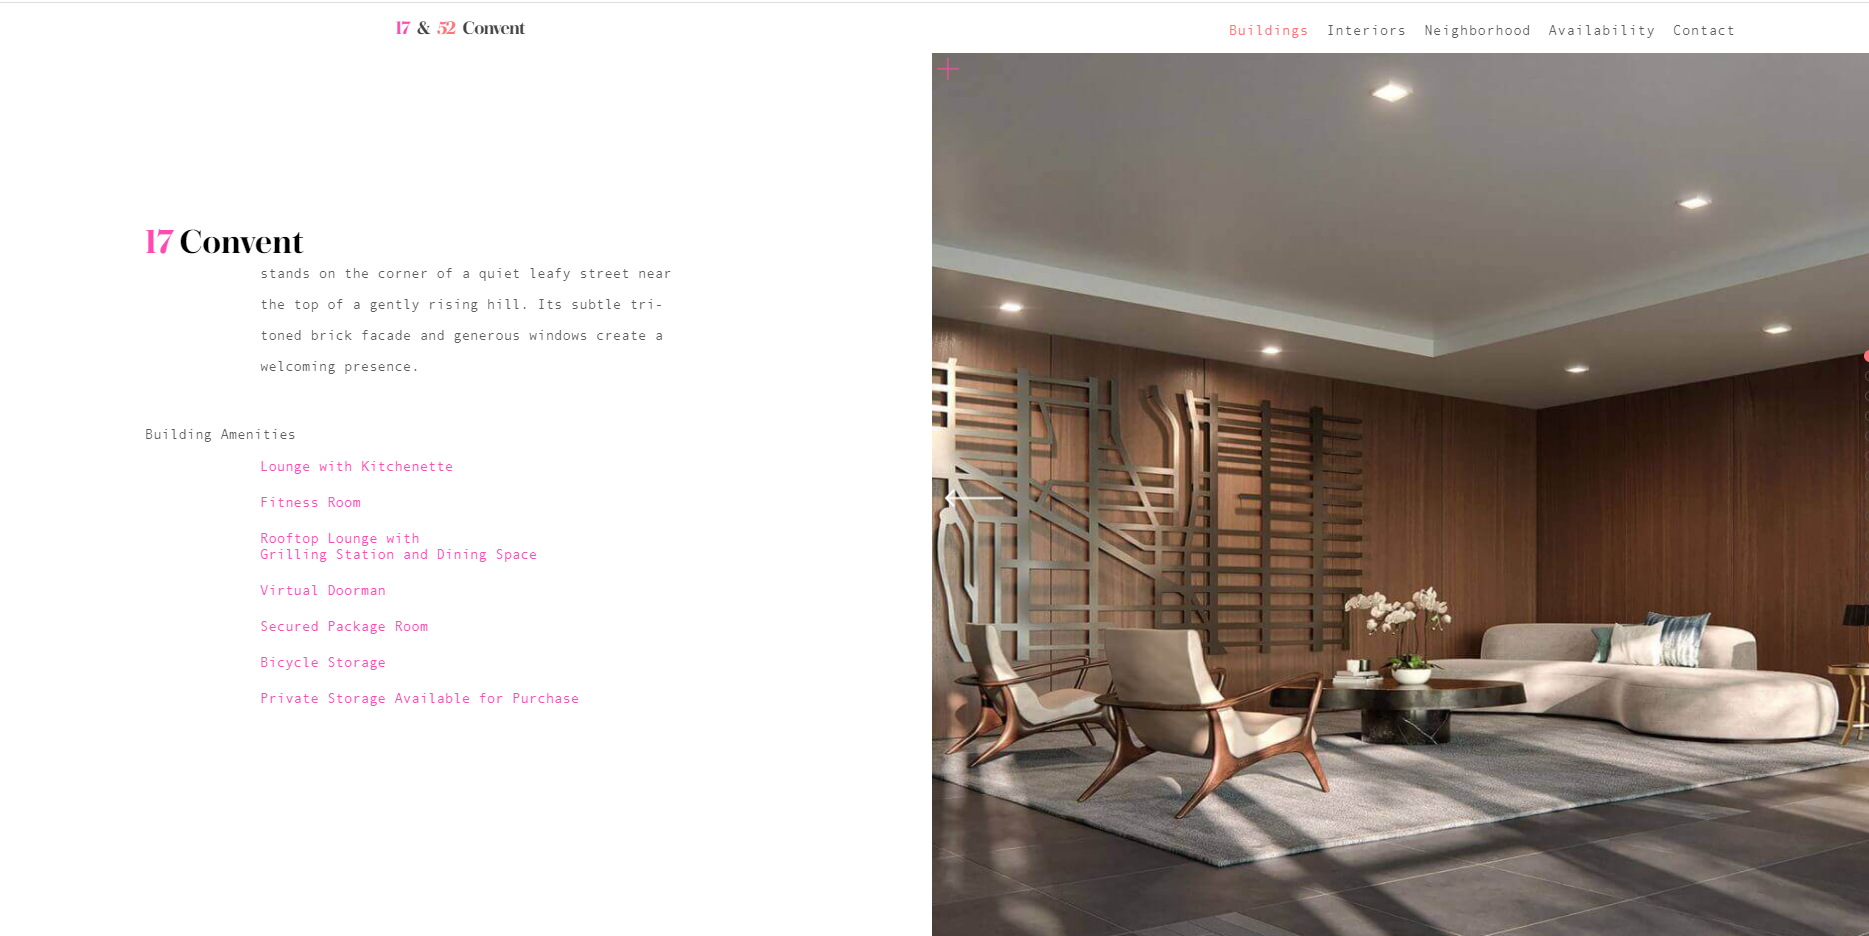 17 & 52 Convent
Buildings Interiors Neighborhood Availability Contact
17 Convent
stands on the corner of a quiet leafy street near
the top of a gently rising hill. Its subtle tri-
toned brick facade and generous windows create a
welcoming presence.
Building Amenities
Lounge with Kitchenette
Fitness Room
Rooftop Lounge with
Grilling Station and Dining Space
Virtual Doorman
Secured Package Room
Bicycle Storage
Private Storage Available for Purchase